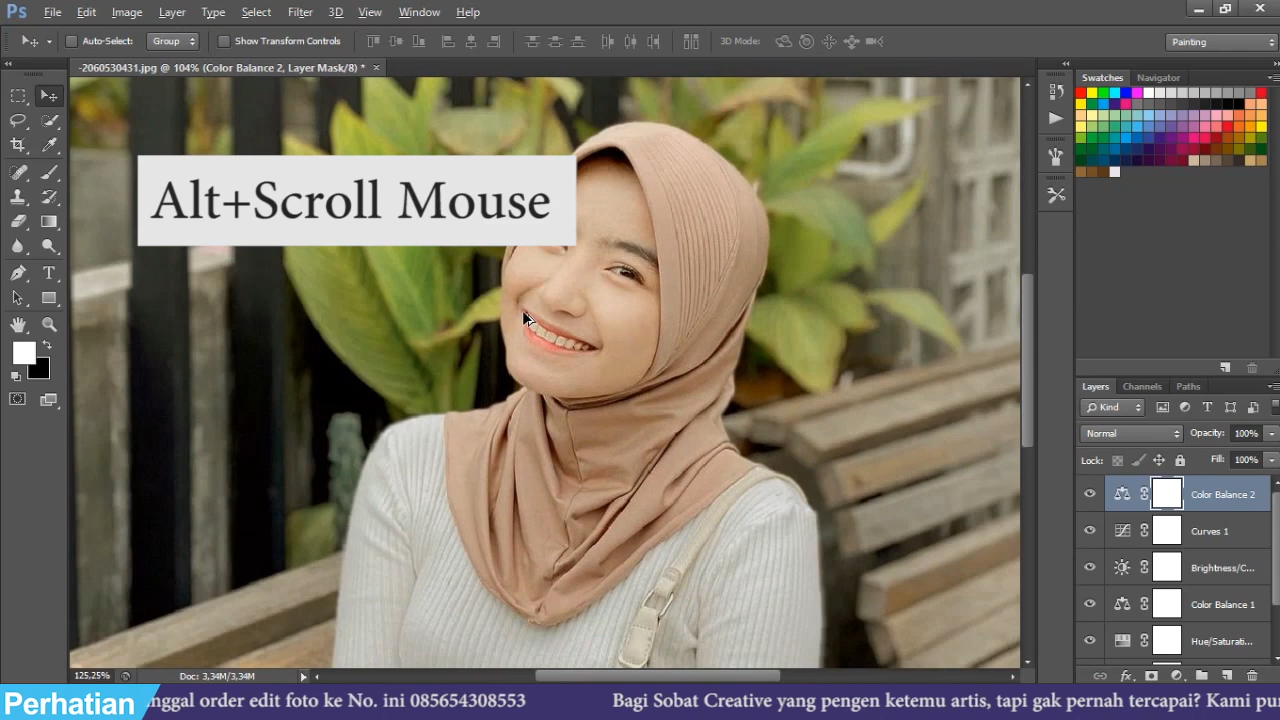 Ps File Edit Image Layer Type Select Filter 3D View Window Help
Auto-Select: Group Show Transform Controls 3D Mode: Painting
-2060530431.jpg @ 104% (Color Balance 2, Layer Mask/8) * ×
Swatches Navigator
Alt+Scroll Mouse
Layers Channels Paths
Kind
Normal Opacity: 100%
Lock: Fill: 100%
Color Balance 2
Curves 1
Brightness/C...
Color Balance 1
Hue/Saturati...
125,25% Doc: 3,34M/3,34M
Perhatian nggal order edit foto ke No. ini 085654308553 Bagi Sobat Creative yang pengen ketemu artis, tapi gak pernah tercapai? Kami pu